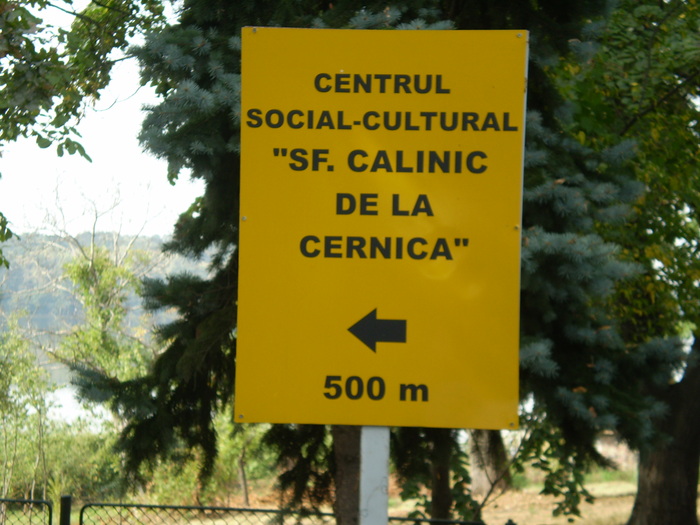 CENTRUL
SOCIAL-CULTURAL
"SF. CALINIC
DE LA
CERNICA"
500 m